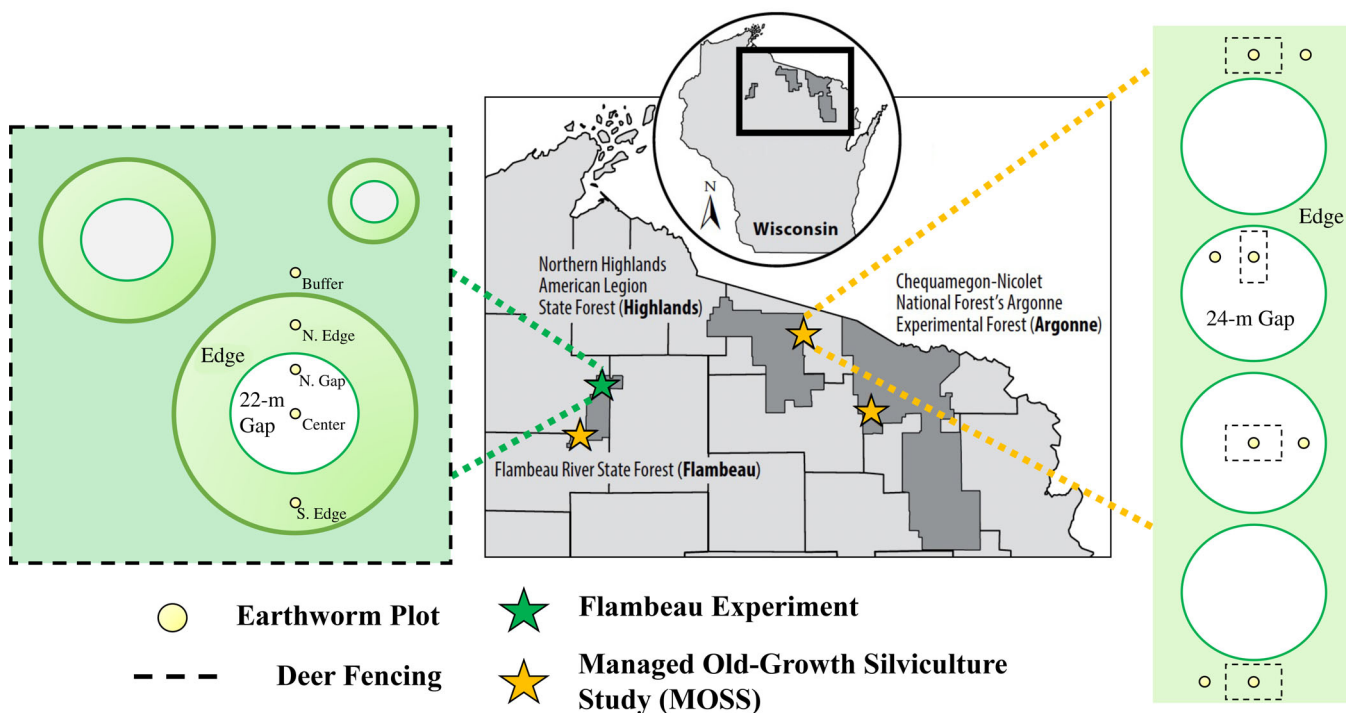 N
Wisconsin
Northern Highlands
American Legion
State Forest (Highlands)
Chequamegon-Nicolet
National Forest's Argonne
Experimental Forest (Argonne)
Flambeau River State Forest (Flambeau)
Buffer
N. Edge
Edge
N. Gap
22-m
Gap
Center
S. Edge
Edge
24-m Gap
Earthworm Plot
Deer Fencing
Flambeau Experiment
Managed Old-Growth Silviculture
Study (MOSS)